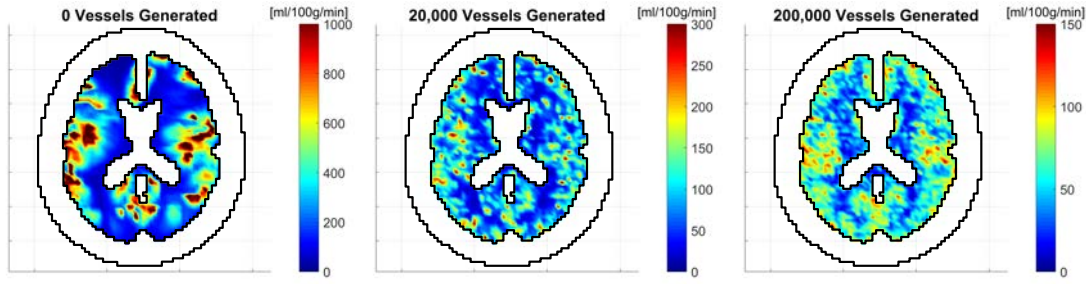 0 Vessels Generated
[ml/100g/min]
1000
800
600
400
200
0
20,000 Vessels Generated
[ml/100g/min]
300
250
200
150
100
50
0
200,000 Vessels Generated
[ml/100g/min]
150
100
50
0